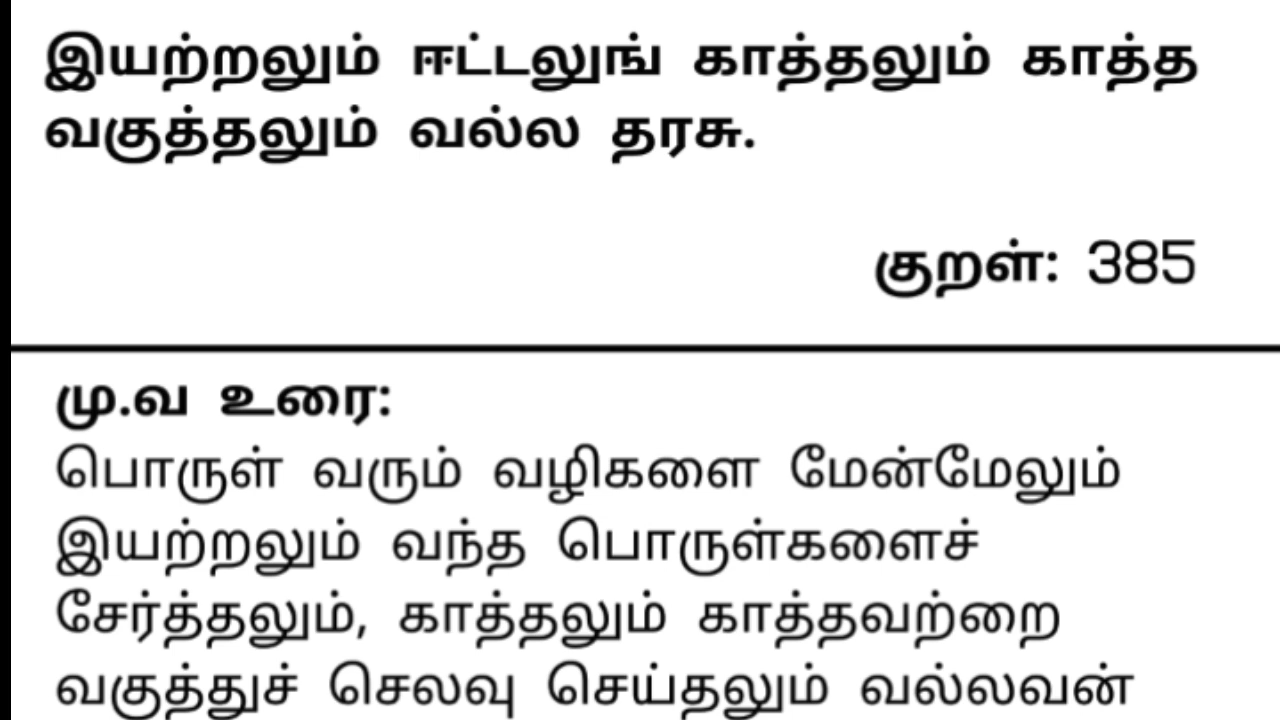 இயற்றலும் ஈட்டலுங் காத்தலும் காத்த
வகுத்தலும் வல்ல தரசு.
குறள்: 385
மு.வ உரை:
பொருள் வரும் வழிகளை மேன்மேலும்
இயற்றலும் வந்த பொருள்களைச்
சேர்த்தலும், காத்தலும் காத்தவற்றை
வகுத்துச் செலவு செய்தலும் வல்லவன்